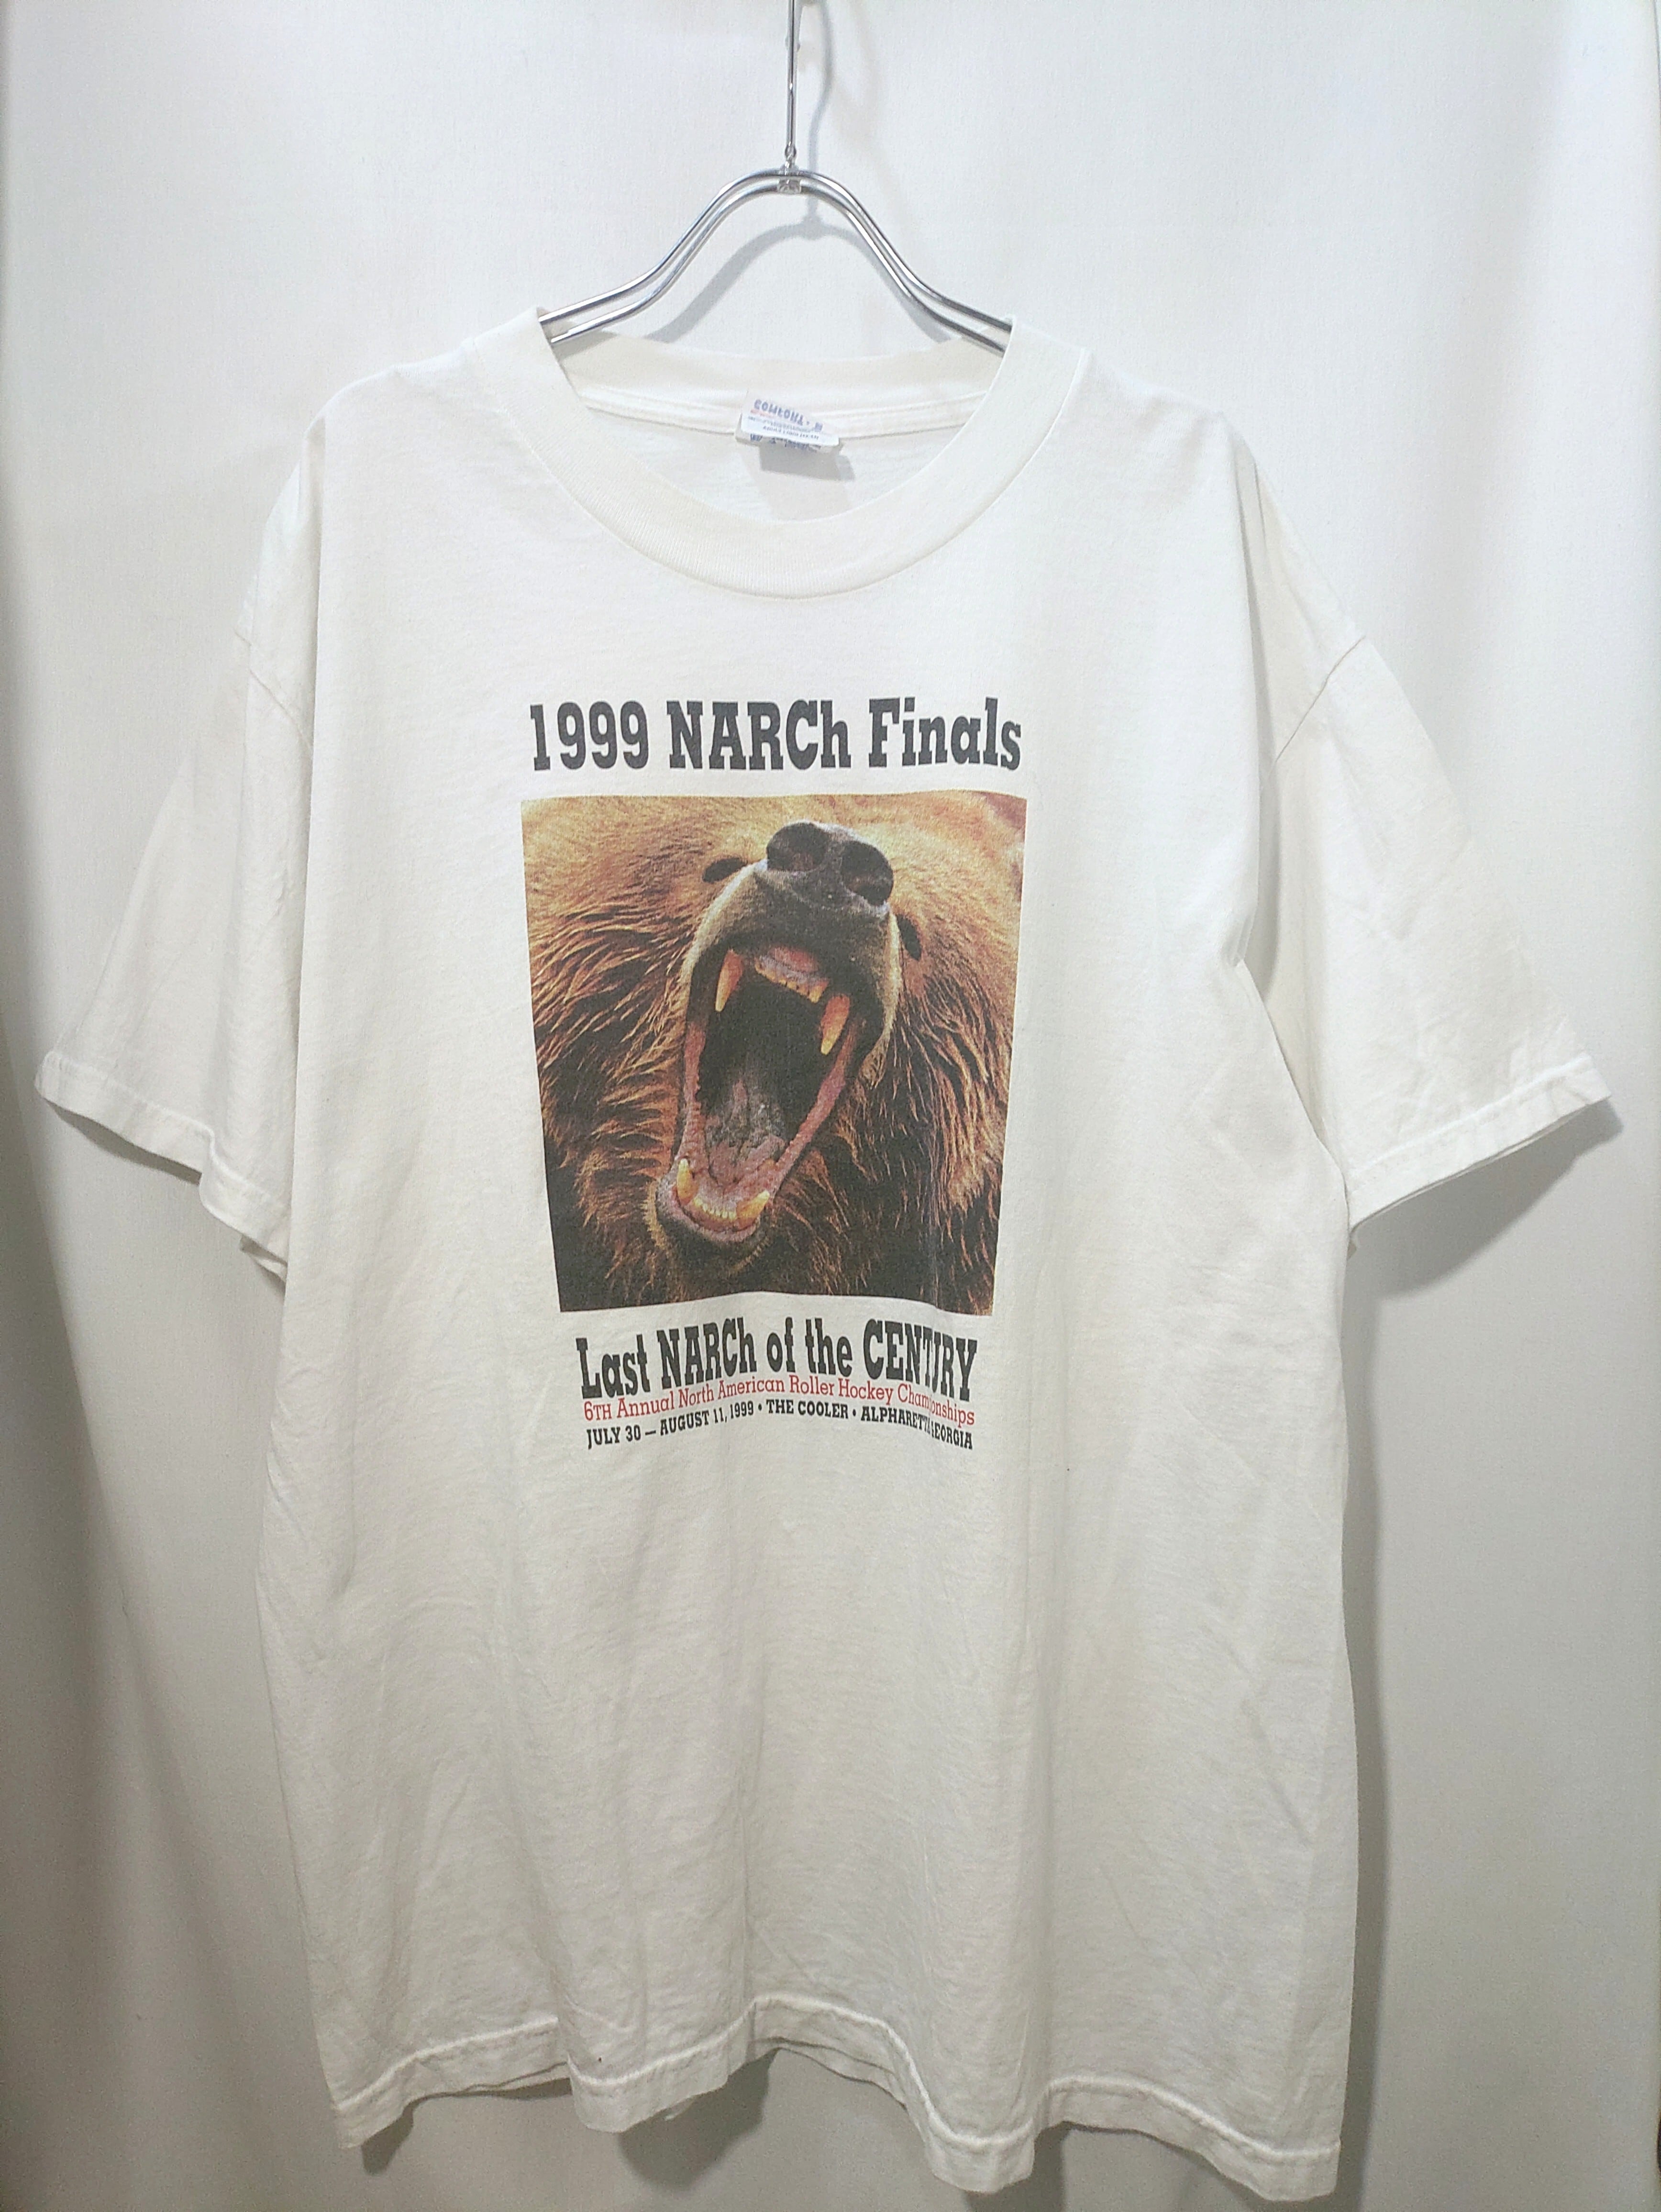 COMFORT
1999 NARCh Finals
Last NARCh of the CENTURY
6TH Annual North American Roller Hockey Championships
JULY 30 – AUGUST 11, 1999 • THE COOLER • ALPHARETTA, GEORGIA